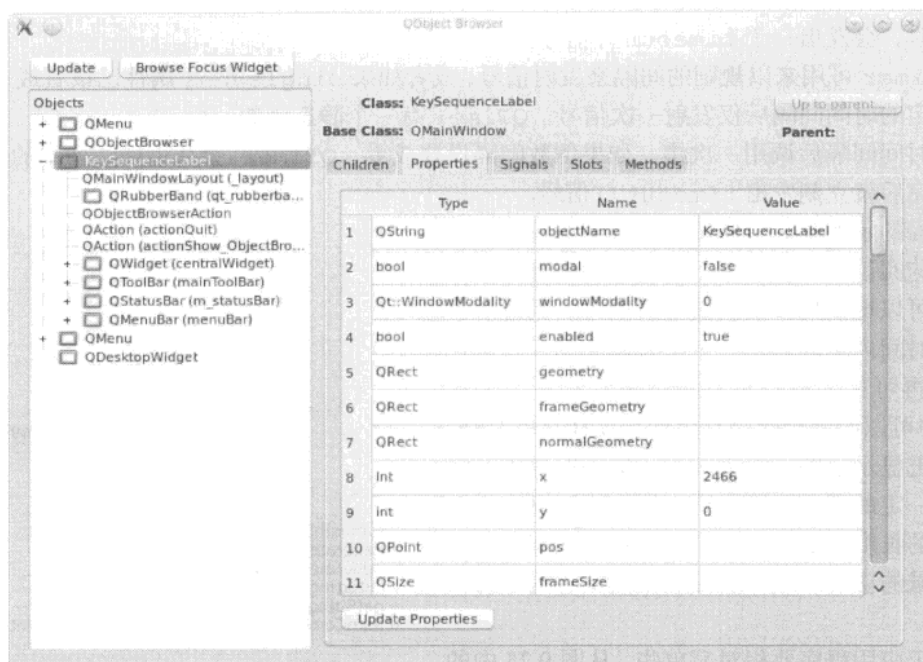 QObject Browser
Update Browse Focus Widget
Objects
QMenu
QObjectBrowser
KeySequenceLabel
QMainWindowLayout (_layout)
QRubberBand (qt_rubberba...
QObjectBrowserAction
QAction (actionQuit)
QAction (actionShow_ObjectBro...
QWidget (centralWidget)
QToolBar (mainToolBar)
QStatusBar (m_statusBar)
QMenuBar (menuBar)
QMenu
QDesktopWidget
Class: KeySequenceLabel Up to parent...
Base Class: QMainWindow Parent:
Children Properties Signals Slots Methods
Type Name Value
1 QString objectName KeySequenceLabel
2 bool modal false
3 Qt::WindowModality windowModality 0
4 bool enabled true
5 QRect geometry
6 QRect frameGeometry
7 QRect normalGeometry
8 int x 2466
9 int y 0
10 QPoint pos
11 QSize frameSize
Update Properties